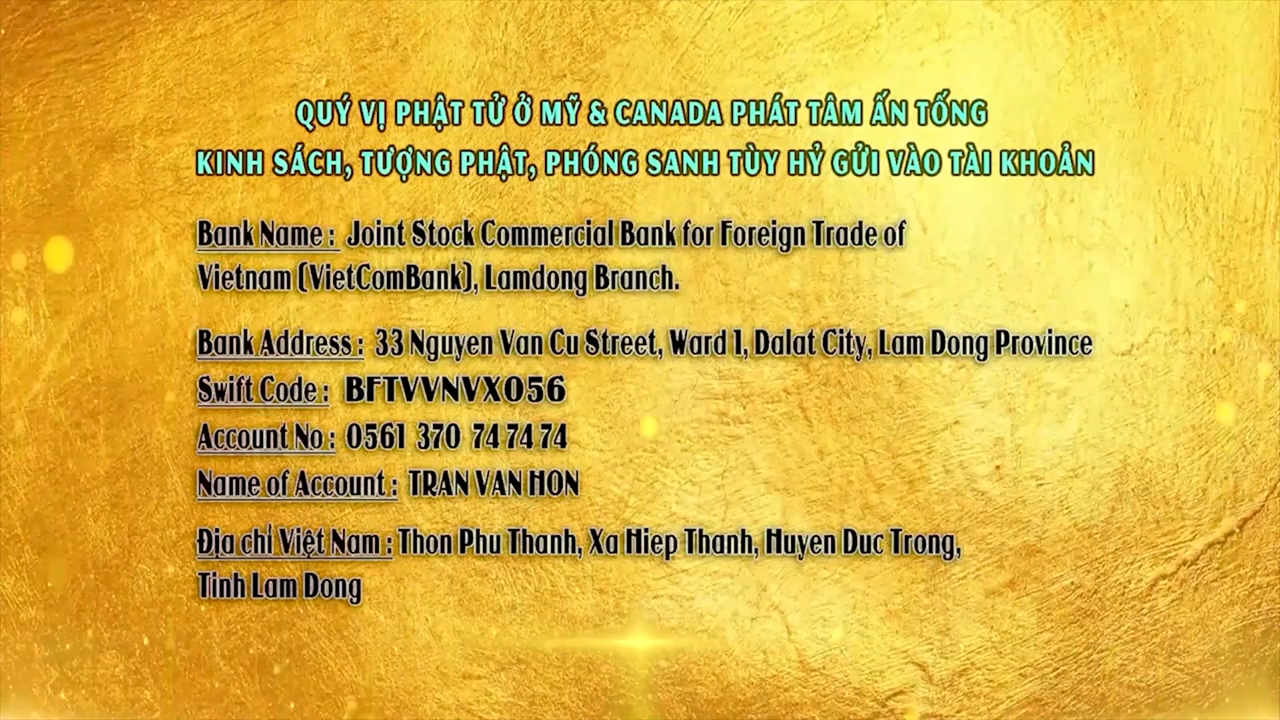 QUÝ VỊ PHẬT TỬ Ở MỸ & CANADA PHÁT TÂM ẤN TỐNG
KINH SÁCH, TƯỢNG PHẬT, PHÓNG SANH TÙY HỶ GỬI VÀO TÀI KHOẢN
Bank Name : Joint Stock Commercial Bank for Foreign Trade of
Vietnam (VietComBank), Lamdong Branch.
Bank Address : 33 Nguyen Van Cu Street, Ward 1, Dalat City, Lam Dong Province
Swift Code : BFTVVNVX056
Account No : 0561 370 74 74 74
Name of Account : TRAN VAN HON
Địa chỉ Việt Nam : Thon Phu Thanh, Xa Hiep Thanh, Huyen Duc Trong,
Tinh Lam Dong